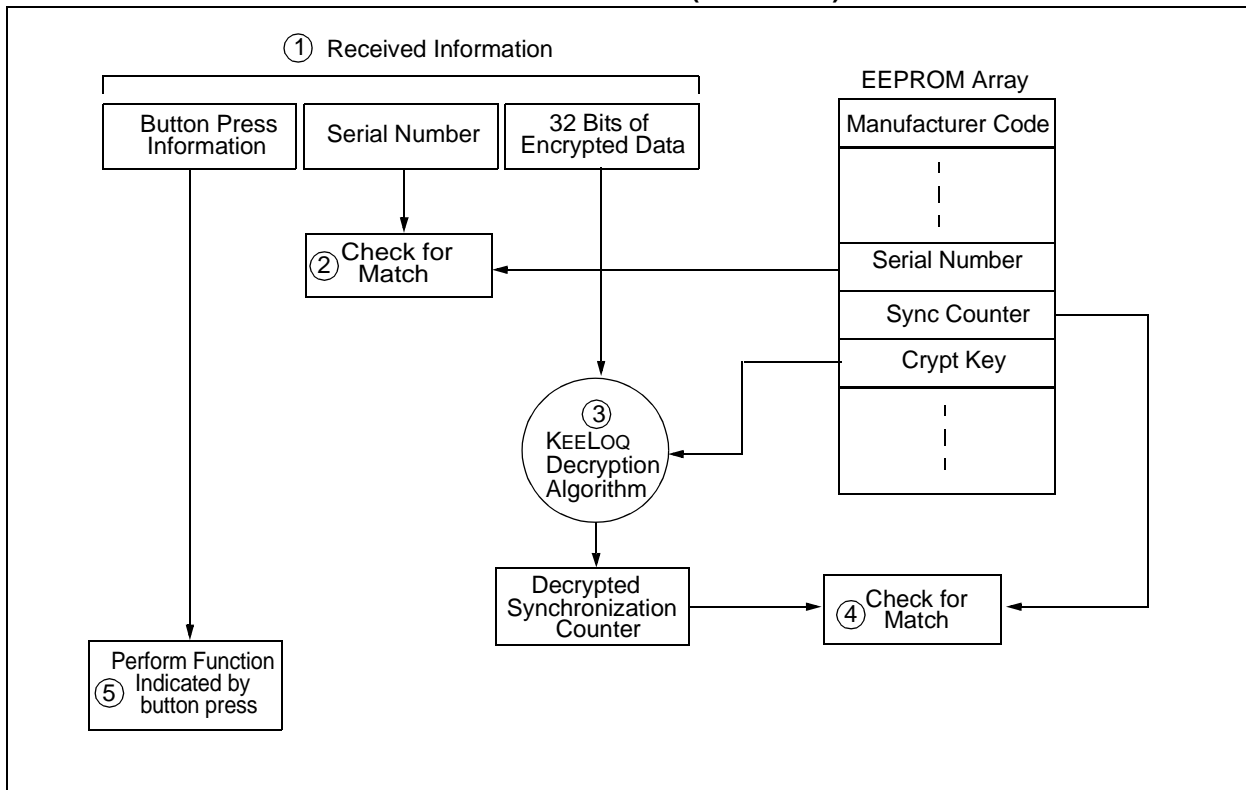 ① Received Information
EEPROM Array
Button Press
Information
Serial Number
32 Bits of
Encrypted Data
Manufacturer Code
② Check for
Match
Serial Number
Sync Counter
Crypt Key
③
KEELOQ
Decryption
Algorithm
Decrypted
Synchronization
Counter
④ Check for
Match
Perform Function
⑤ Indicated by
button press